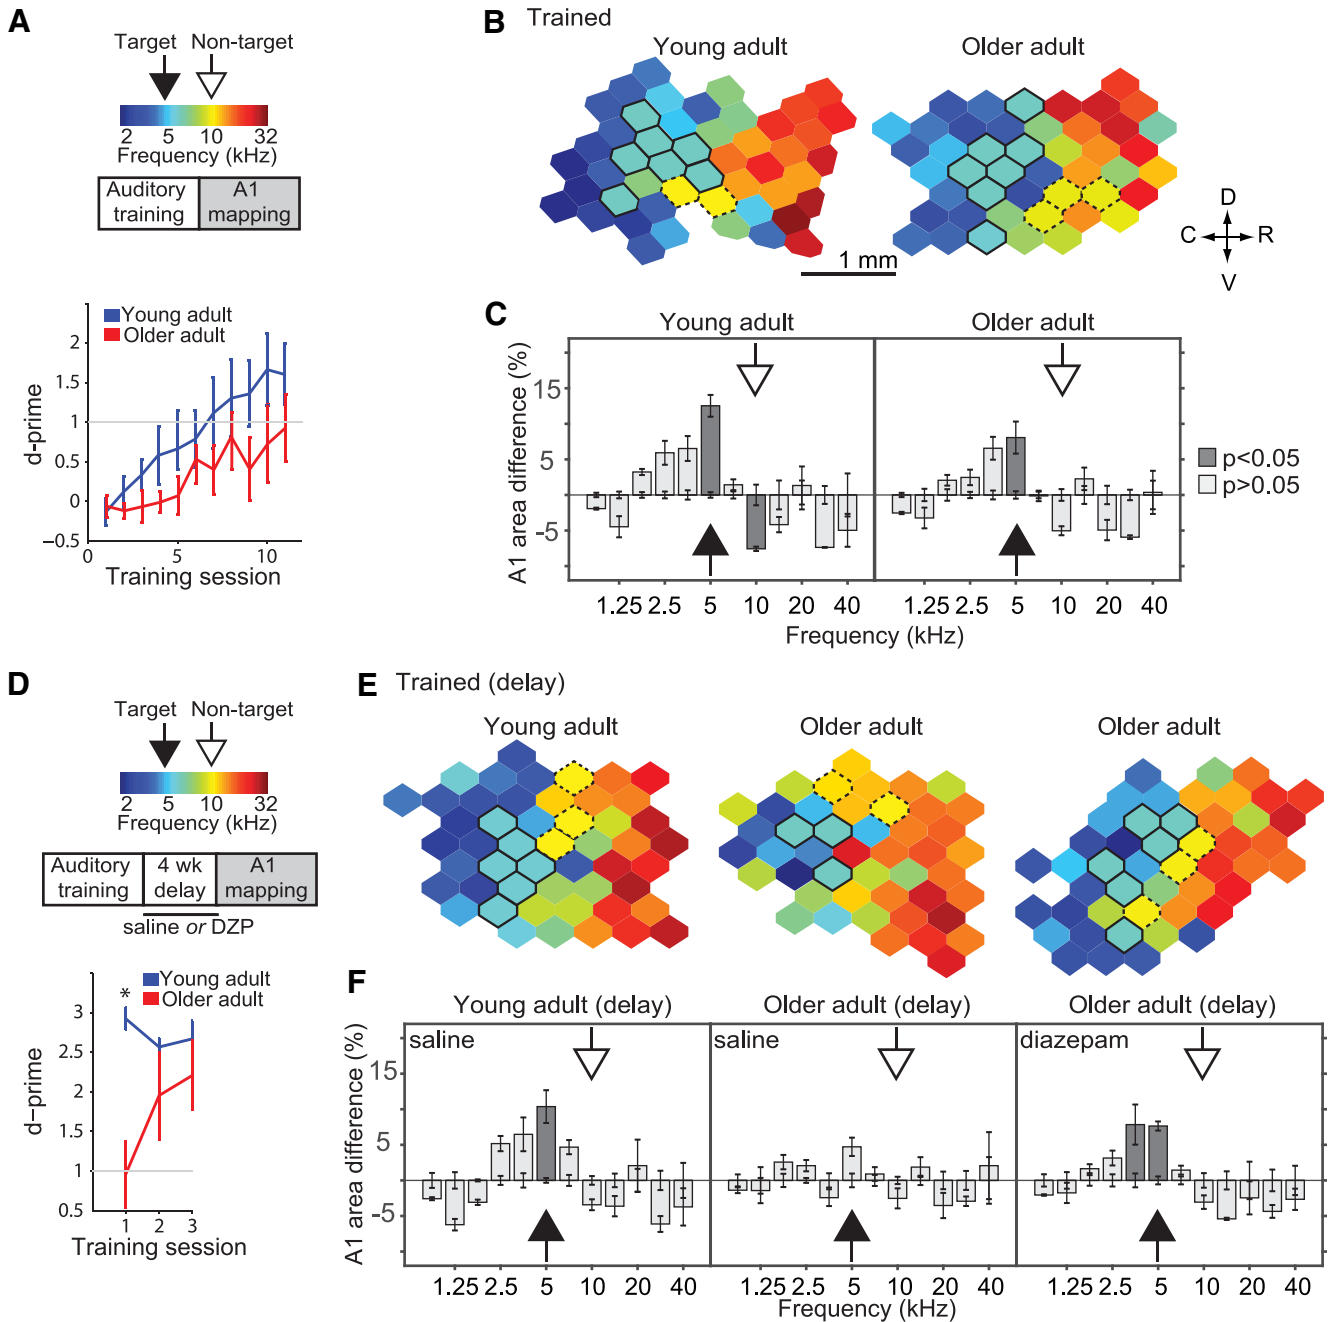 A
Target Non-target
2 5 10 32
Frequency (kHz)
Auditory training A1 mapping
Young adult
Older adult
d-prime
2
1.5
1
0.5
0
−0.5
0 5 10
Training session
B Trained
Young adult Older adult
1 mm
D
C R
V
C
Young adult Older adult
A1 area difference (%)
15
5
-5
1.25 2.5 5 10 20 40 1.25 2.5 5 10 20 40
Frequency (kHz)
p<0.05
p>0.05
D
Target Non-target
2 5 10 32
Frequency (kHz)
Auditory training 4 wk delay A1 mapping
saline or DZP
Young adult
Older adult
*
d−prime
3
2.5
2
1.5
1
0.5
1 2 3
Training session
E Trained (delay)
Young adult Older adult Older adult
F
Young adult (delay) Older adult (delay) Older adult (delay)
saline saline diazepam
A1 area difference (%)
15
5
-5
1.25 2.5 5 10 20 40 1.25 2.5 5 10 20 40 1.25 2.5 5 10 20 40
Frequency (kHz)